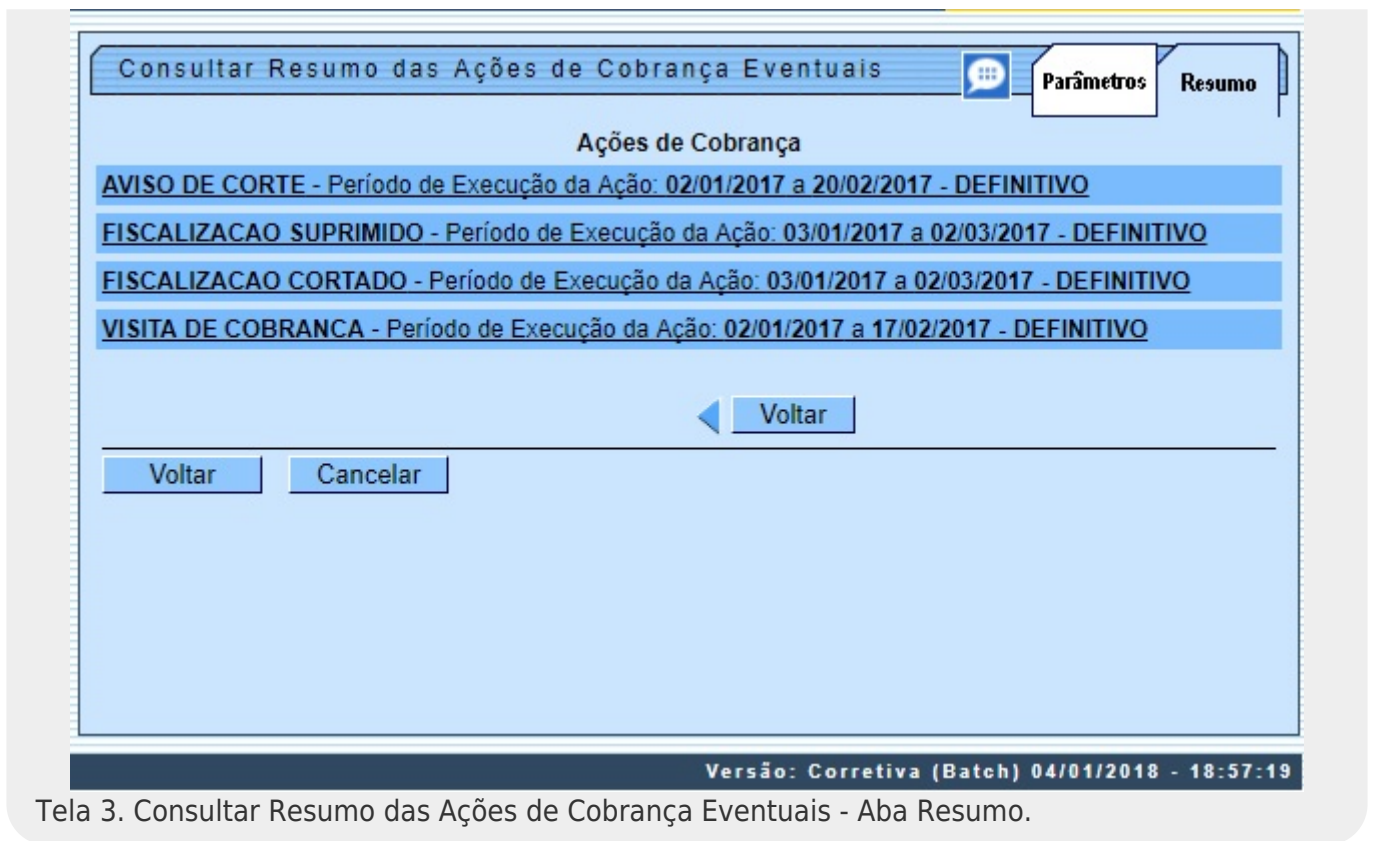 Consultar Resumo das Ações de Cobrança Eventuais
Parâmetros
Resumo
Ações de Cobrança
AVISO DE CORTE - Período de Execução da Ação: 02/01/2017 a 20/02/2017 - DEFINITIVO
FISCALIZACAO SUPRIMIDO - Período de Execução da Ação: 03/01/2017 a 02/03/2017 - DEFINITIVO
FISCALIZACAO CORTADO - Período de Execução da Ação: 03/01/2017 a 02/03/2017 - DEFINITIVO
VISITA DE COBRANCA - Período de Execução da Ação: 02/01/2017 a 17/02/2017 - DEFINITIVO
Voltar
Voltar
Cancelar
Versão: Corretiva (Batch) 04/01/2018 - 18:57:19
Tela 3. Consultar Resumo das Ações de Cobrança Eventuais - Aba Resumo.